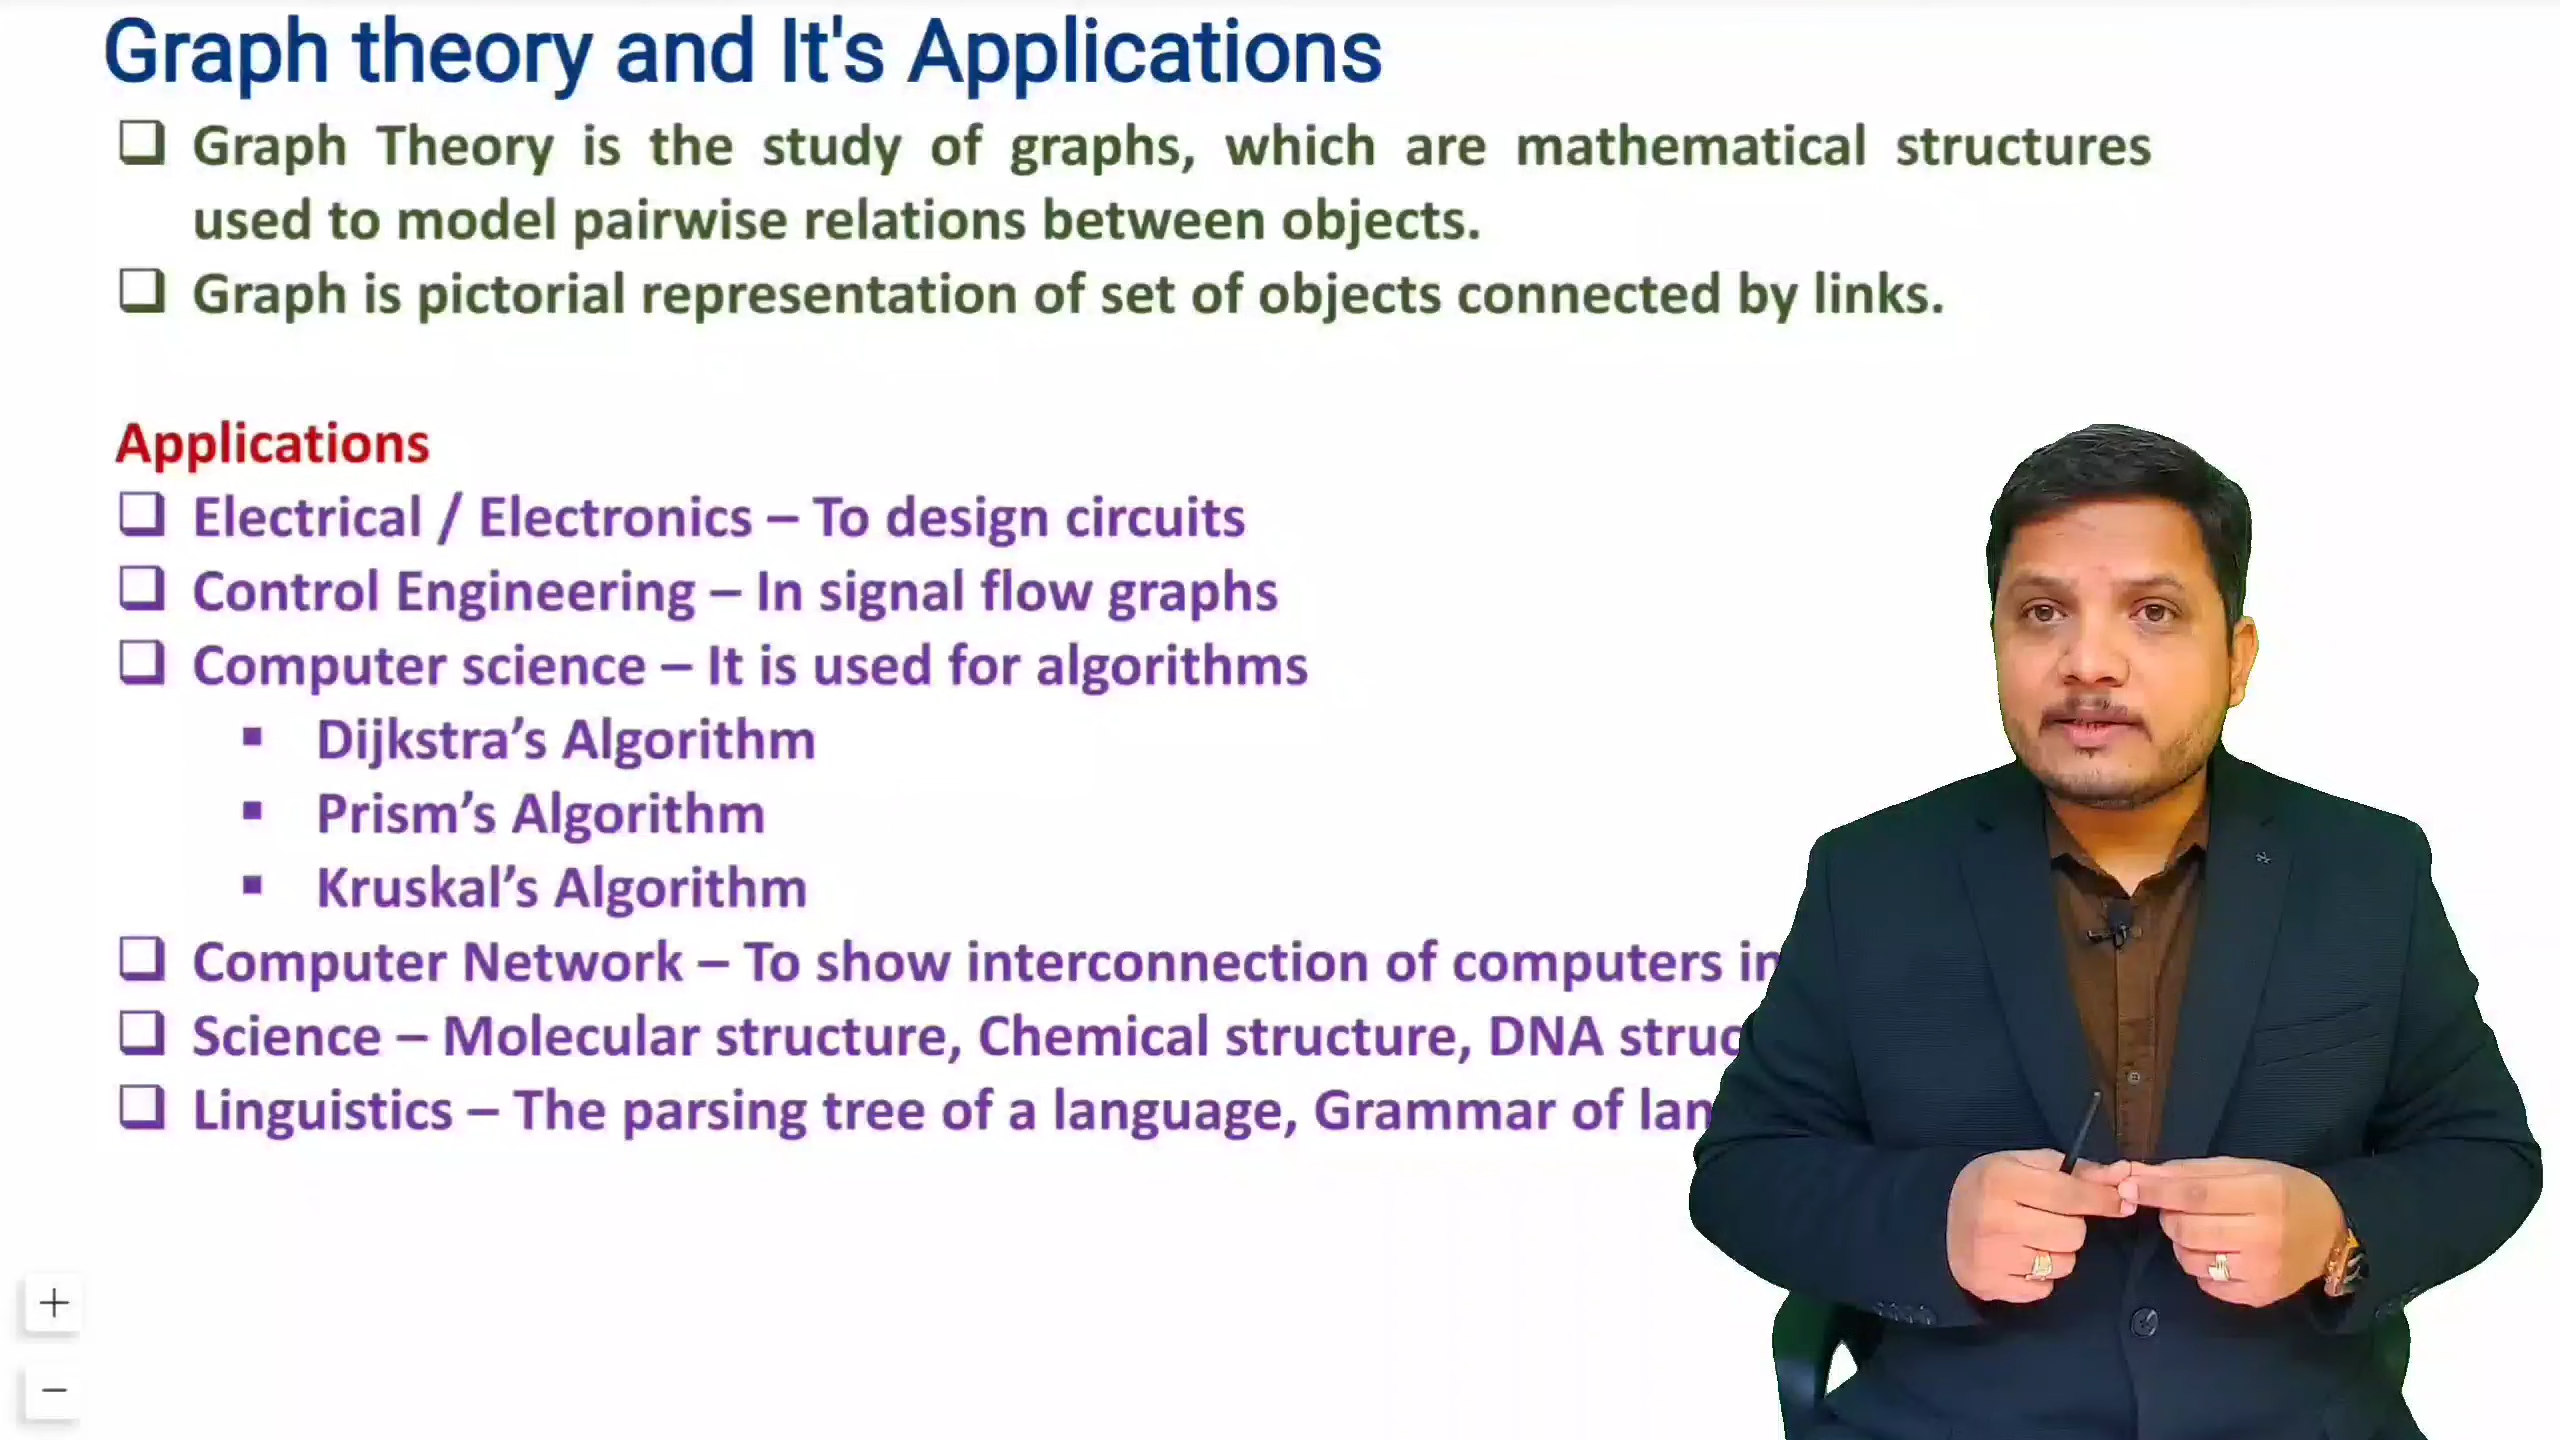 Graph theory and It's Applications
Graph Theory is the study of graphs, which are mathematical structures
used to model pairwise relations between objects.
Graph is pictorial representation of set of objects connected by links.
Applications
Electrical / Electronics – To design circuits
Control Engineering – In signal flow graphs
Computer science – It is used for algorithms
Dijkstra’s Algorithm
Prism’s Algorithm
Kruskal’s Algorithm
Computer Network – To show interconnection of computers in
Science – Molecular structure, Chemical structure, DNA
Linguistics – The parsing tree of a language, Grammar of